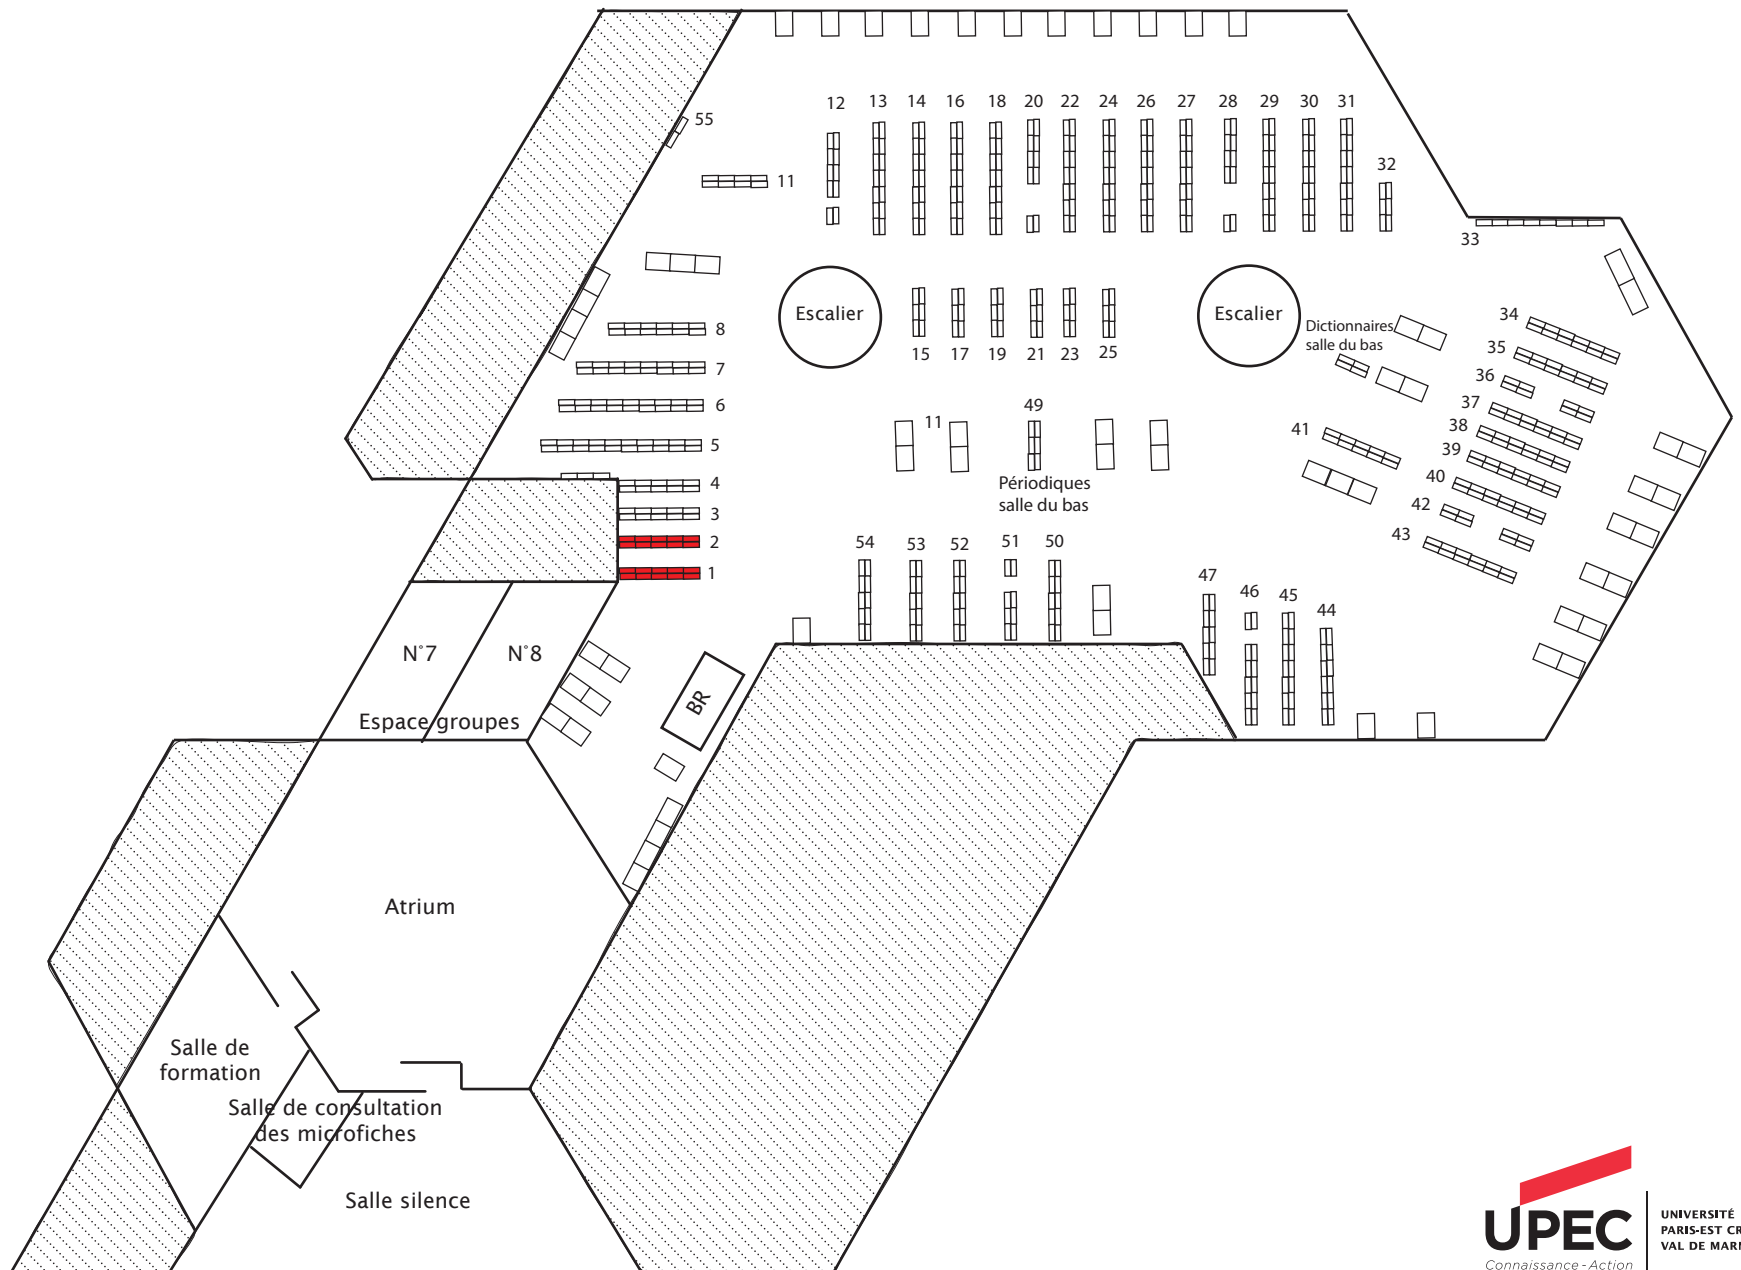 55
12 13 14 16 18 20 22 24 26 27 28 29 30 31
11
32
33
Escalier
Escalier
8
7
6
5
4
3
2
1
15 17 19 21 23 25
Dictionnaires
salle du bas
34
35
36
37
38
39
40
41
42
43
11
49
Périodiques
salle du bas
54 53 52 51 50
47
46
45
44
N°7
N°8
BR
Espace groupes
Atrium
Salle de
formation
Salle de consultation
des microfiches
Salle silence
UPEC
Connaissance - Action
UNIVERSITÉ
PARIS-EST
VAL DE